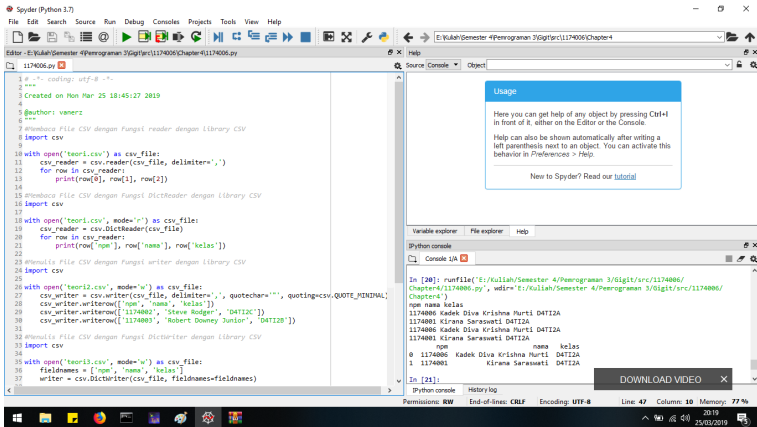 Spyder (Python 3.7)
File Edit Search Source Run Debug Consoles Projects Tools View Help
E:\Kuliah\Semester 4\Pemrograman 3\Gigit\src\1174006\Chapter4
Editor - E:\Kuliah\Semester 4\Pemrograman 3\Gigit\src\1174006\Chapter4\1174006.py
1174006.py
1 # -*- coding: utf-8 -*-
2 """
3 Created on Mon Mar 25 18:45:27 2019
4
5 @author: vanerz
6 """
7 #Membaca File CSV dengan Fungsi reader dengan library CSV
8 import csv
9
10 with open('teori.csv') as csv_file:
11 csv_reader = csv.reader(csv_file, delimiter=',')
12 for row in csv_reader:
13 print(row[0], row[1], row[2])
14
15 #Membaca File CSV dengan Fungsi DictReader dengan library CSV
16 import csv
17
18 with open('teori.csv', mode='r') as csv_file:
19 csv_reader = csv.DictReader(csv_file)
20 for row in csv_reader:
21 print(row['npm'], row['nama'], row['kelas'])
22
23 #Menulis File CSV dengan Fungsi writer dengan library CSV
24 import csv
25
26 with open('teori2.csv', mode='w') as csv_file:
27 csv_writer = csv.writer(csv_file, delimiter=',', quotechar='"', quoting=csv.QUOTE_MINIMAL)
28 csv_writer.writerow(['npm', 'nama', 'kelas'])
29 csv_writer.writerow(['1174002', 'Steve Rodger', 'D4TI2C'])
30 csv_writer.writerow(['1174003', 'Robert Downey Junior', 'D4TI2B'])
31
32 #Menulis File CSV dengan Fungsi DictWriter dengan library CSV
33 import csv
34
35 with open('teori3.csv', mode='w') as csv_file:
36 fieldnames = ['npm', 'nama', 'kelas']
37 writer = csv.DictWriter(csv_file, fieldnames=fieldnames)
Help
Source Console Object
Usage
Here you can get help of any object by pressing Ctrl+I
in front of it, either on the Editor or the Console.
Help can also be shown automatically after writing a
left parenthesis next to an object. You can activate this
behavior in Preferences > Help.
New to Spyder? Read our tutorial
Variable explorer File explorer Help
IPython console
Console 1/A
In [20]: runfile('E:/Kuliah/Semester 4/Pemrograman 3/Gigit/src/1174006/
Chapter4/1174006.py', wdir='E:/Kuliah/Semester 4/Pemrograman 3/Gigit/src/1174006/
Chapter4')
npm nama kelas
1174006 Kadek Diva Krishna Murti D4TI2A
1174001 Kirana Saraswati D4TI2A
1174006 Kadek Diva Krishna Murti D4TI2A
1174001 Kirana Saraswati D4TI2A
npm nama kelas
0 1174006 Kadek Diva Krishna Murti D4TI2A
1 1174001 Kirana Saraswati D4TI2A
In [21]:
DOWNLOAD VIDEO
IPython console History log
Permissions: RW End-of-lines: CRLF Encoding: UTF-8 Line: 47 Column: 10 Memory: 77 %
20:19
25/03/2019